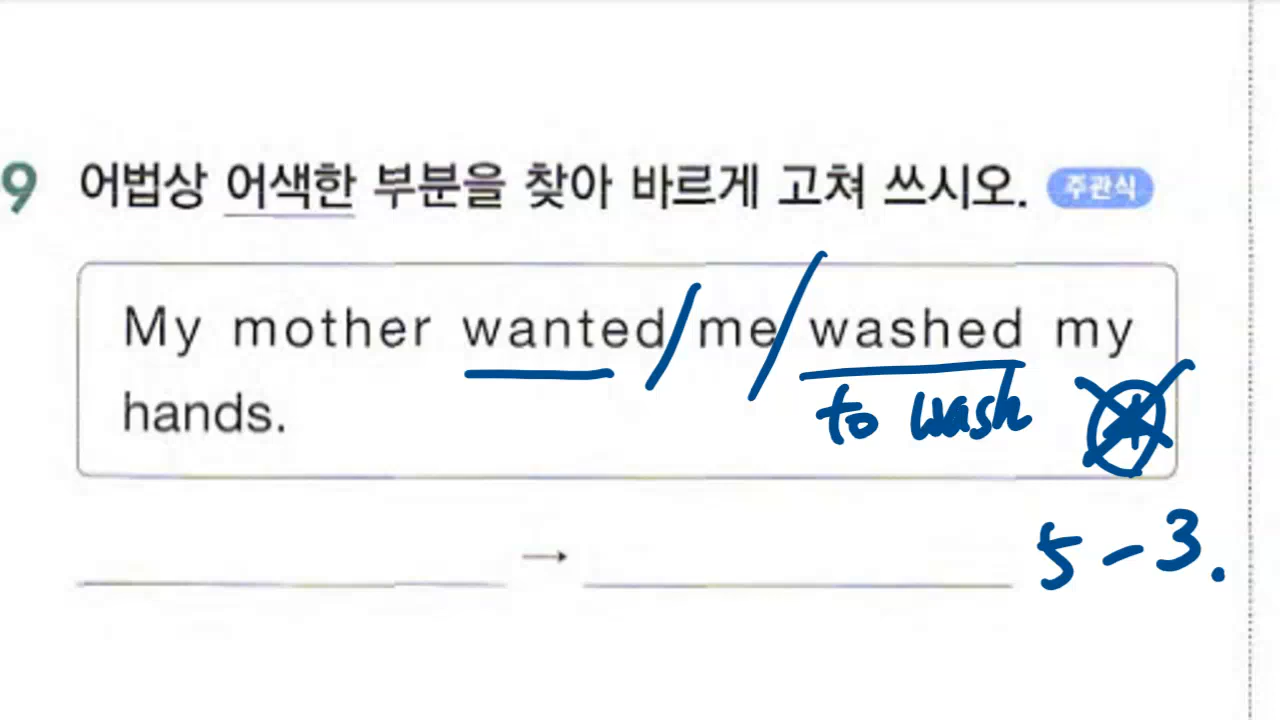 9 어법상 어색한 부분을 찾아 바르게 고쳐 쓰시오. 주관식
My mother wanted / me / washed my
to wash
hands.
→
5-3.